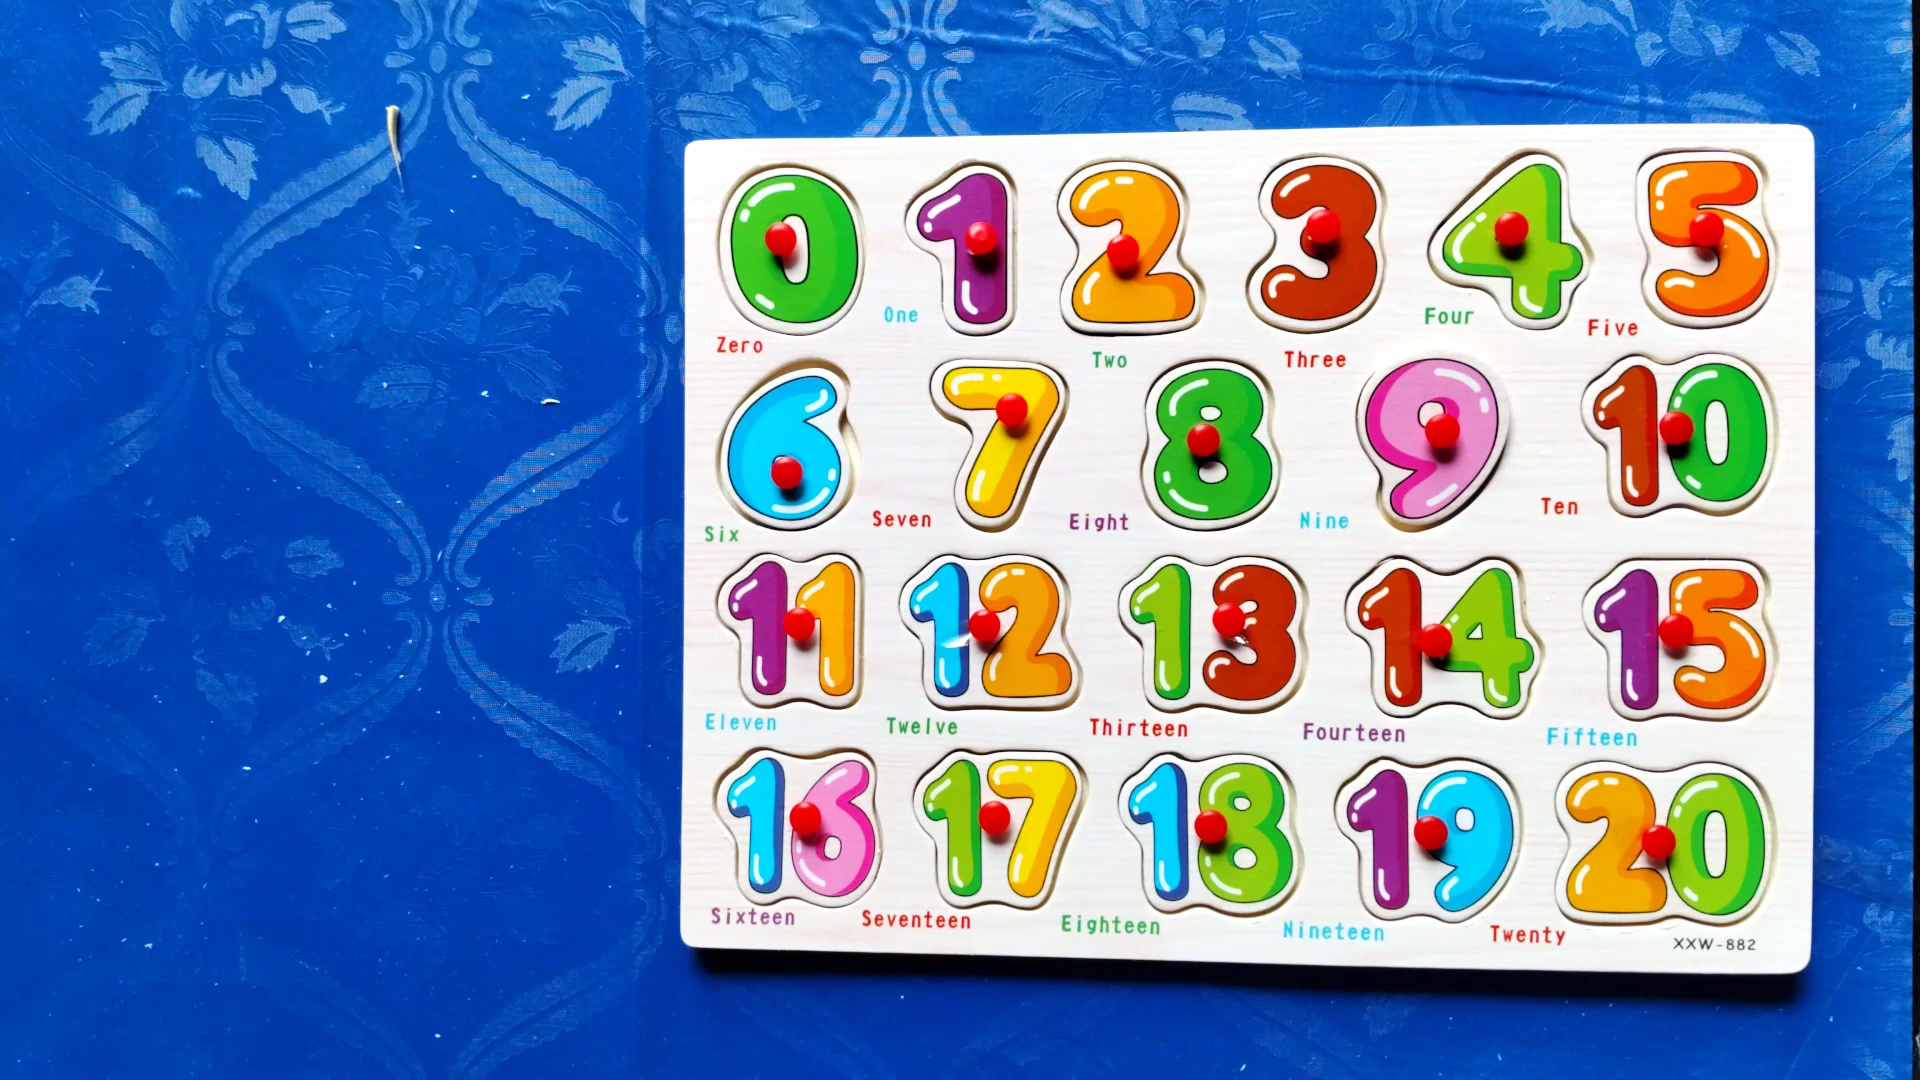 0 1 2 3 4 5
Zero One Two Three Four Five
6 7 8 9 10
Six Seven Eight Nine Ten
11 12 13 14 15
Eleven Twelve Thirteen Fourteen Fifteen
16 17 18 19 20
Sixteen Seventeen Eighteen Nineteen Twenty
XXW-882